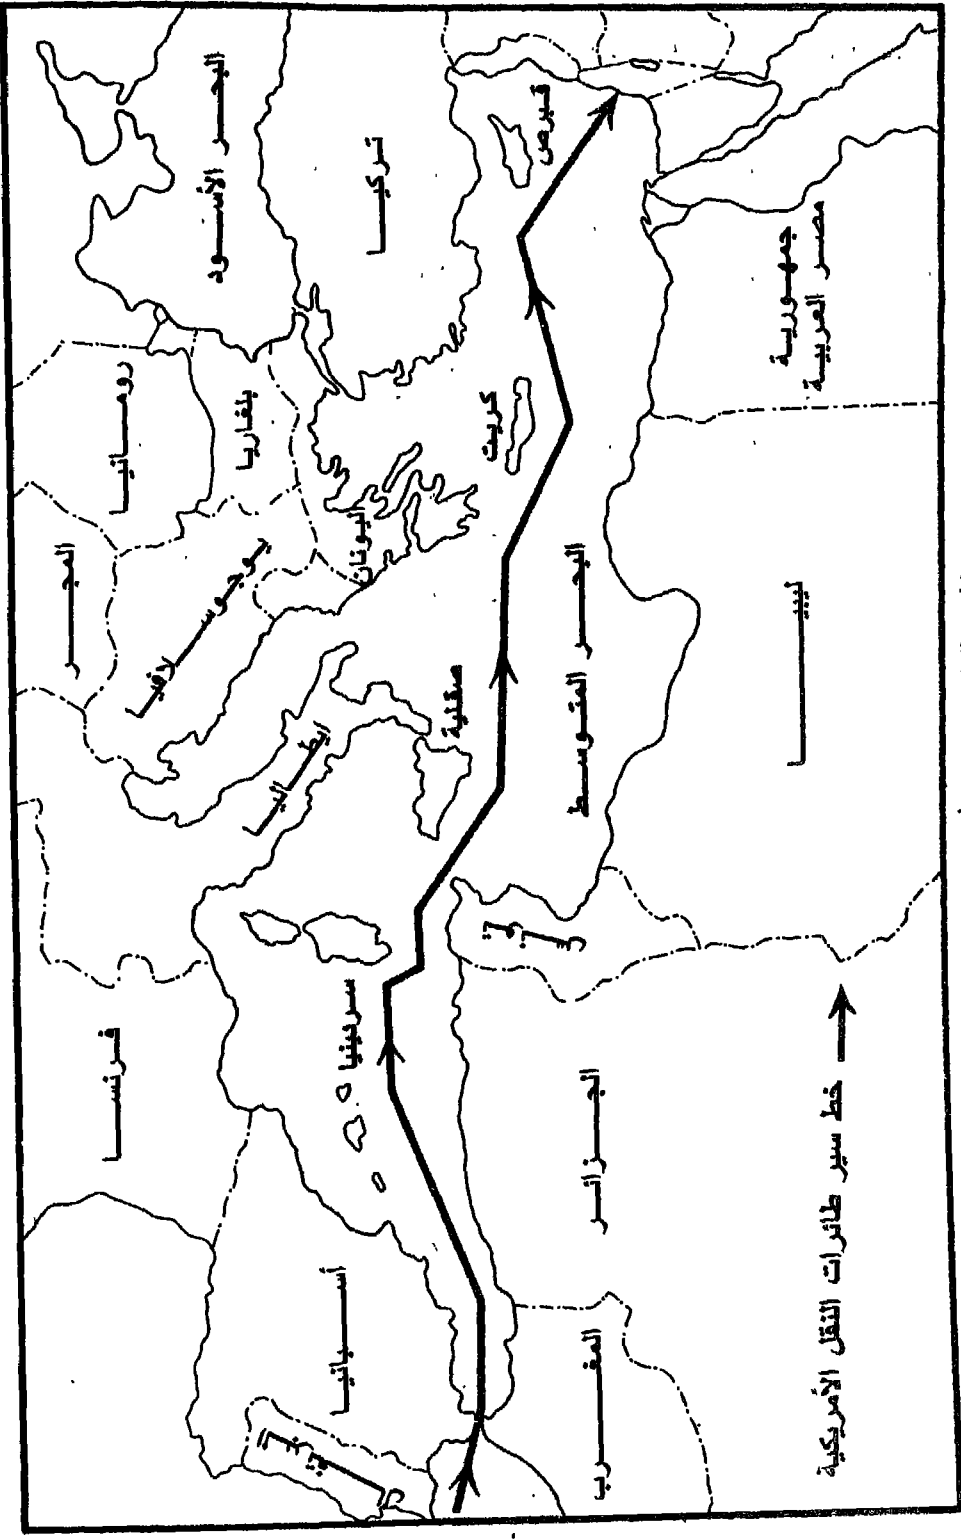 البحر الأسود
تركيا
قبرص
رومانيا
بلغاريا
المجر
يوجوسلافيا
اليونان
كريت
جمهورية
مصر العربية
إيطاليا
صقلية
البحر المتوسط
ليبيا
فرنسا
سردينيا
تونس
أسبانيا
الجزائر
المغرب
خط سير طائرات النقل الأمريكية